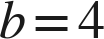 b = 4